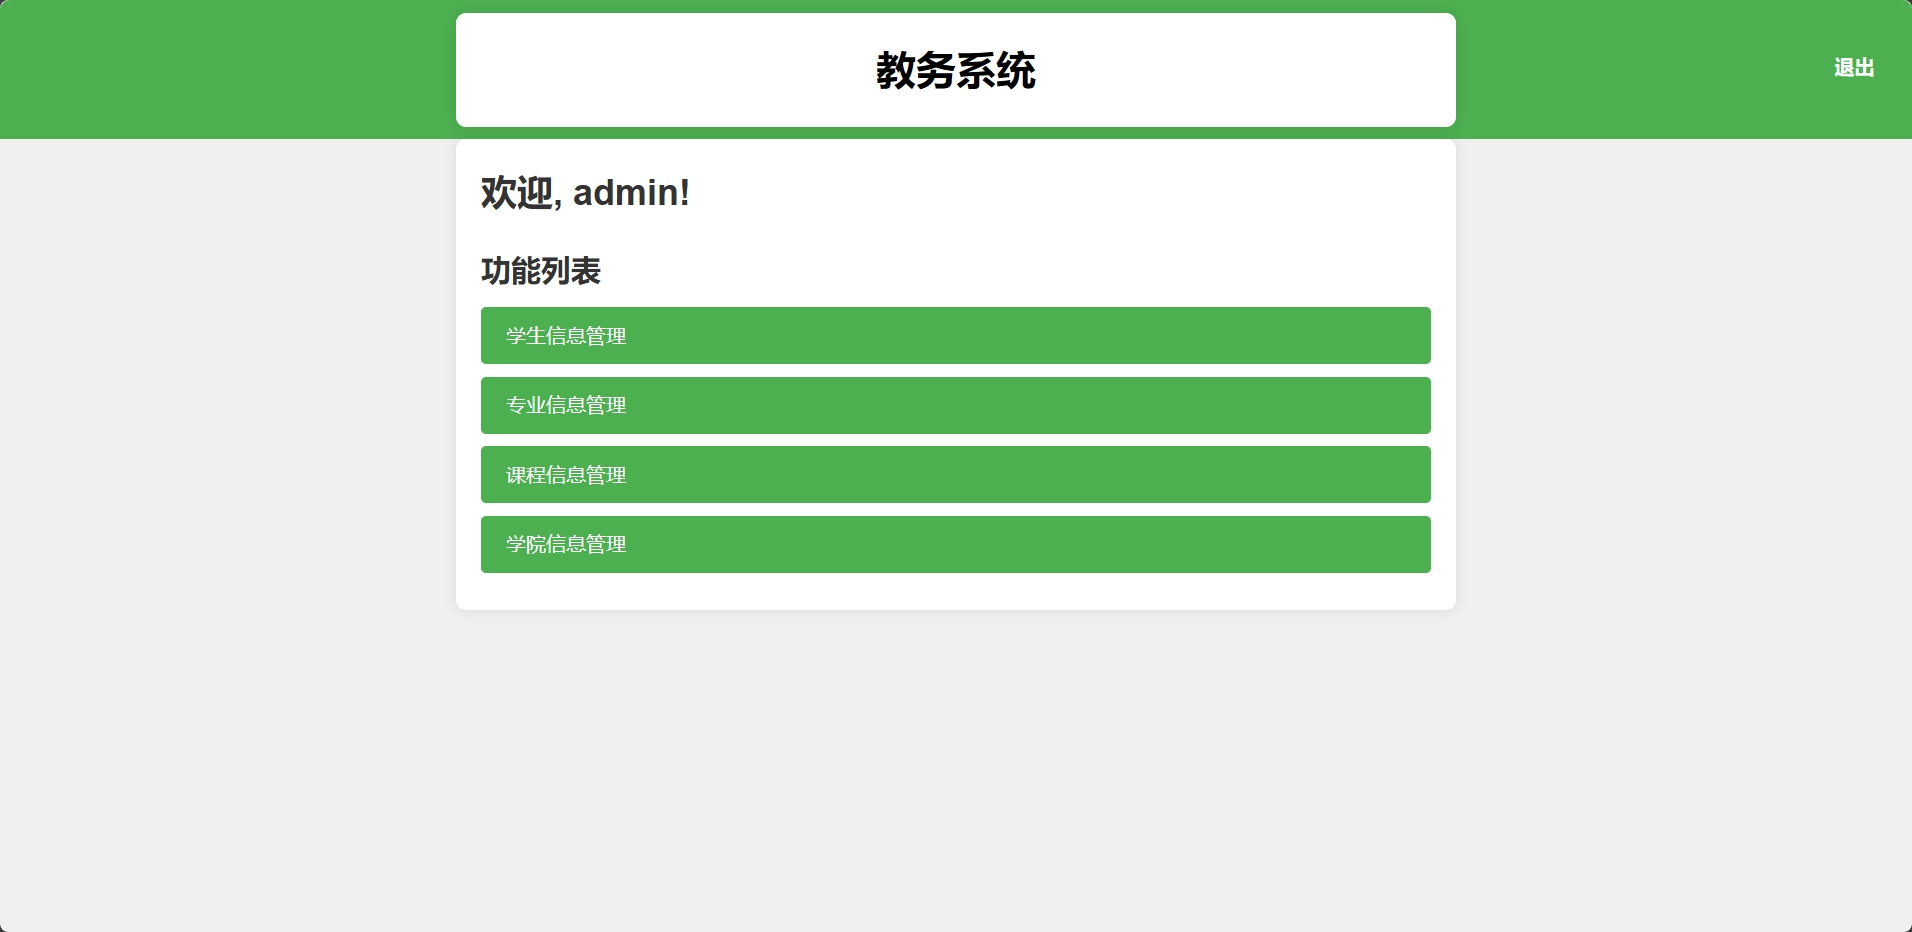 教务系统
退出
欢迎, admin!
功能列表
学生信息管理
专业信息管理
课程信息管理
学院信息管理